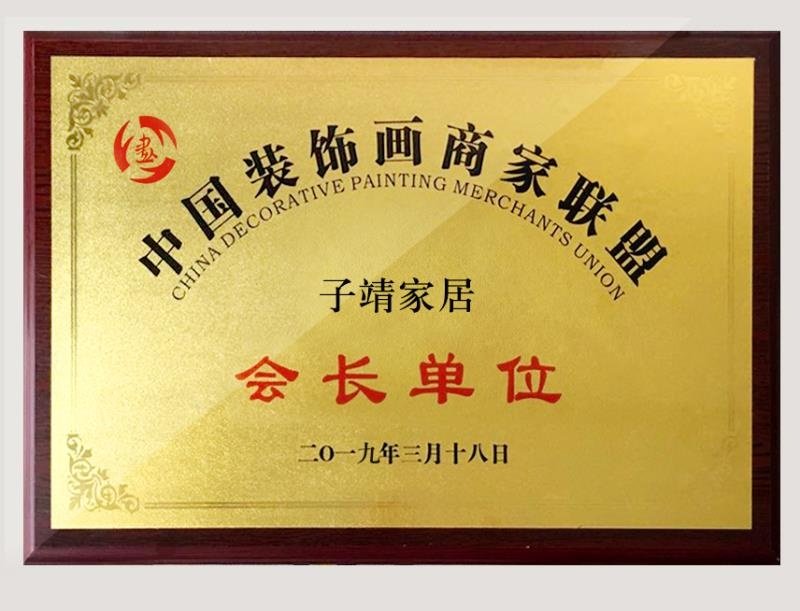 中国装饰画商家联盟
CHINA DECORATIVE PAINTING MERCHANTS UNION
子靖家居
会长单位
二O一九年三月十八日